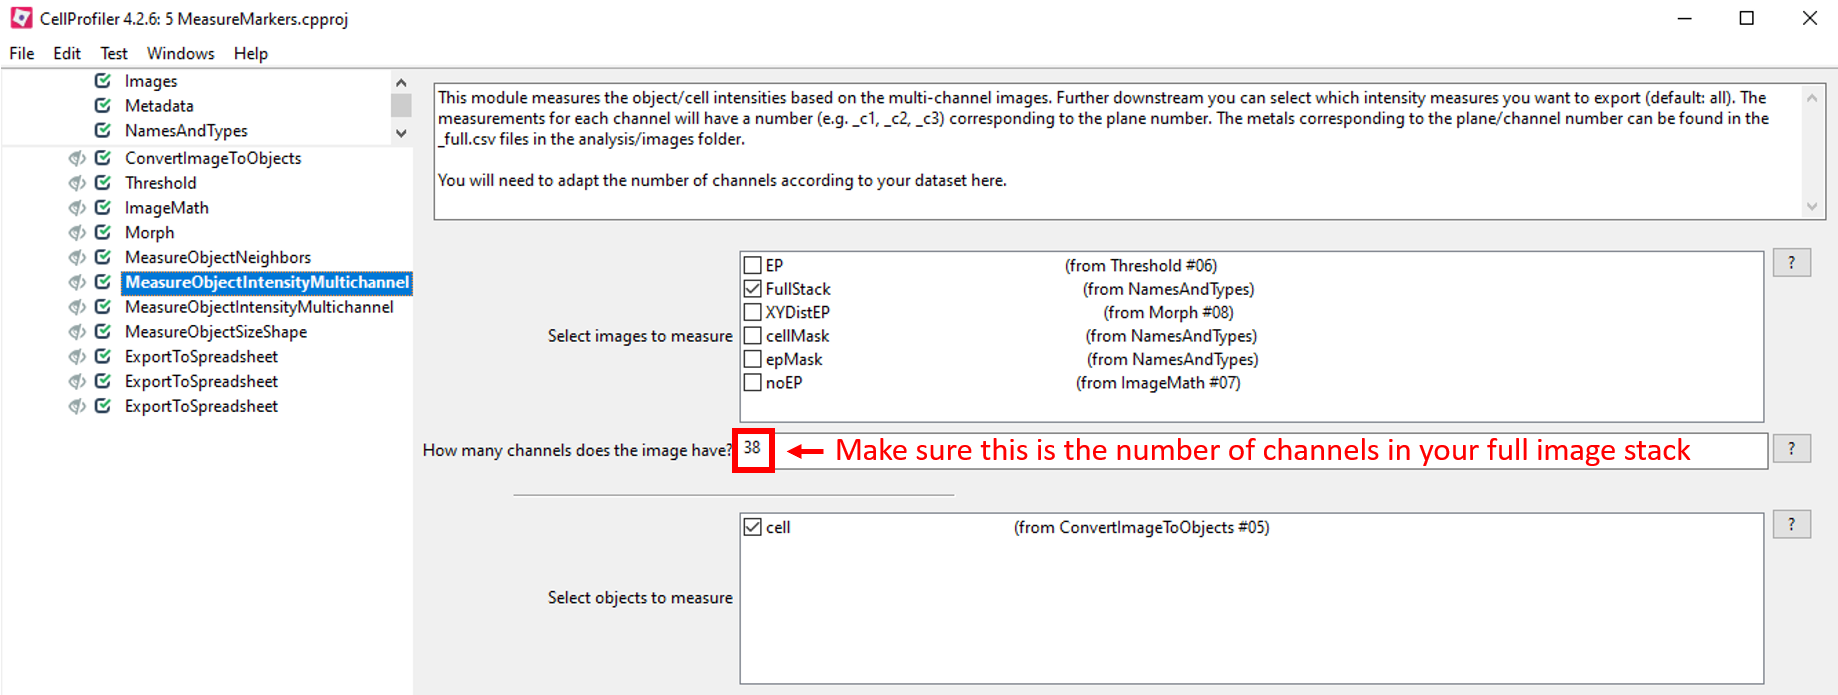 CellProfiler 4.2.6: 5 MeasureMarkers.cpproj
File Edit Test Windows Help
Images
Metadata
NamesAndTypes
ConvertImageToObjects
Threshold
ImageMath
Morph
MeasureObjectNeighbors
MeasureObjectIntensityMultichannel
MeasureObjectIntensityMultichannel
MeasureObjectSizeShape
ExportToSpreadsheet
ExportToSpreadsheet
ExportToSpreadsheet
This module measures the object/cell intensities based on the multi-channel images. Further downstream you can select which intensity measures you want to export (default: all). The
measurements for each channel will have a number (e.g. _c1, _c2, _c3) corresponding to the plane number. The metals corresponding to the plane/channel number can be found in the
_full.csv files in the analysis/images folder.
You will need to adapt the number of channels according to your dataset here.
Select images to measure
EP (from Threshold #06)
FullStack (from NamesAndTypes)
XYDistEP (from Morph #08)
cellMask (from NamesAndTypes)
epMask (from NamesAndTypes)
noEP (from ImageMath #07)
?
How many channels does the image have? 38 ← Make sure this is the number of channels in your full image stack ?
Select objects to measure
cell (from ConvertImageToObjects #05)
?